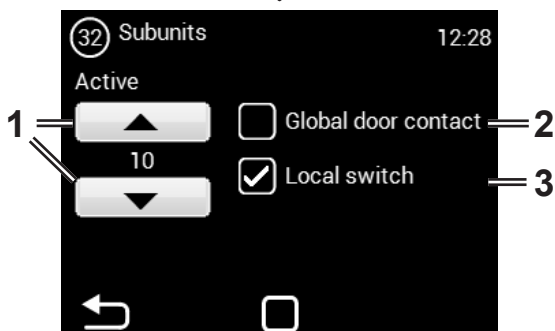 32 Subunits 12:28
Active
1
Global door contact 2
10
Local switch 3